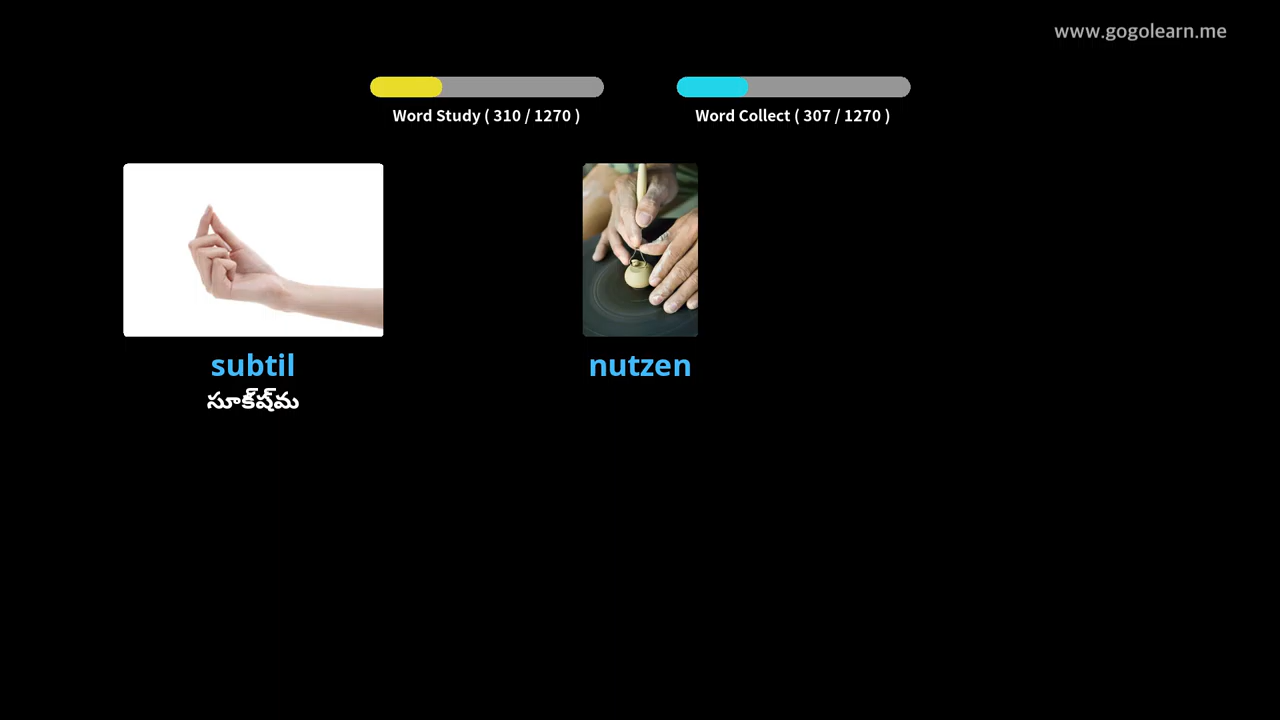 www.gogolearn.me
Word Study ( 310 / 1270 )
Word Collect ( 307 / 1270 )
subtil
nutzen
సూక్‌ష్‌మ